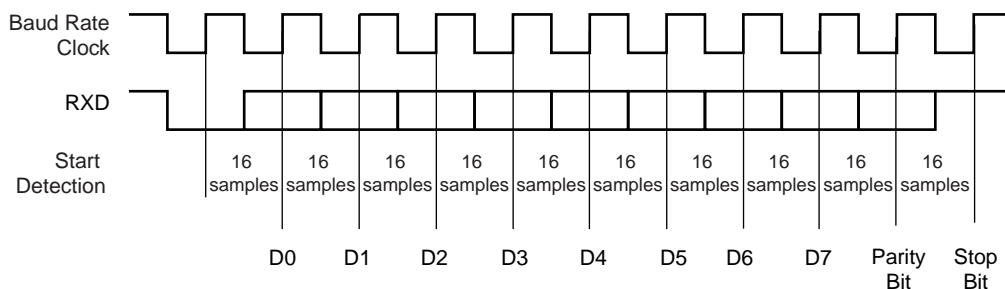 Baud Rate
Clock
RXD
Start
Detection
16
samples
16
samples
16
samples
16
samples
16
samples
16
samples
16
samples
16
samples
16
samples
16
samples
D0
D1
D2
D3
D4
D5
D6
D7
Parity
Bit
Stop
Bit